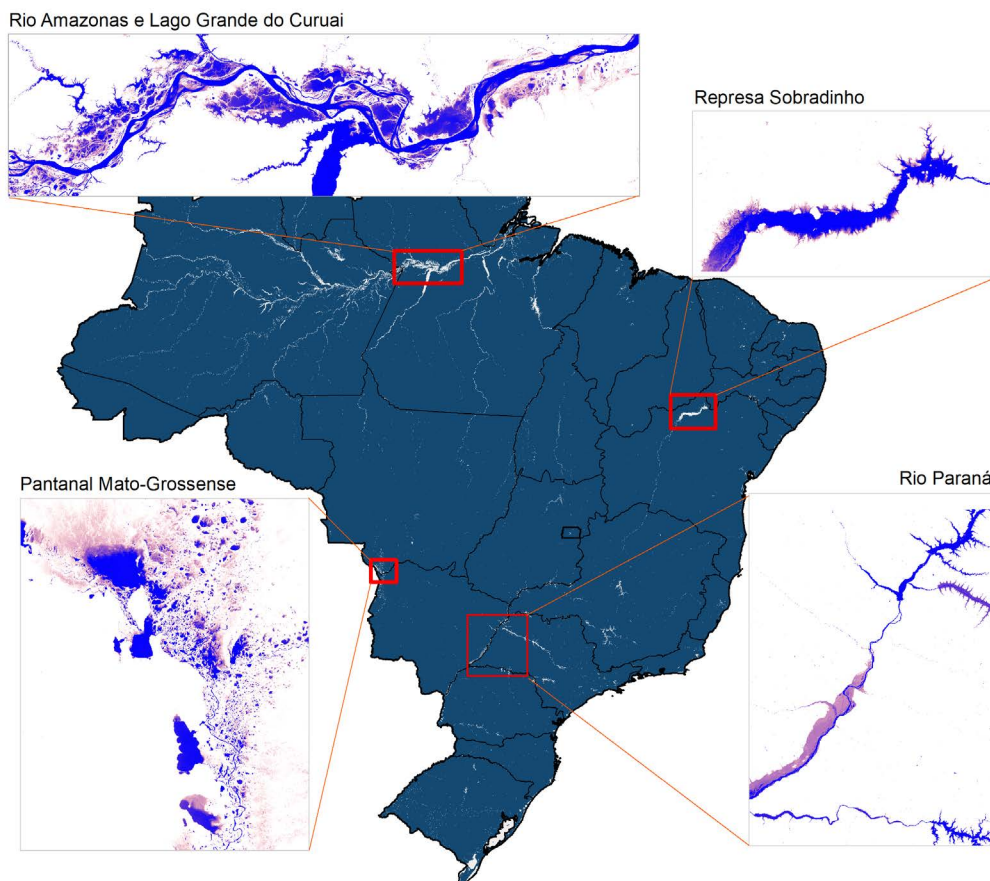 Rio Amazonas e Lago Grande do Curuai
Represa Sobradinho
Pantanal Mato-Grossense
Rio Paraná